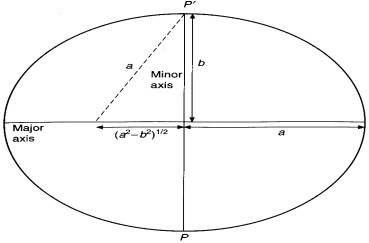 P′
a
Minor
axis
b
Major
axis
(a²−b²)¹/²
a
P